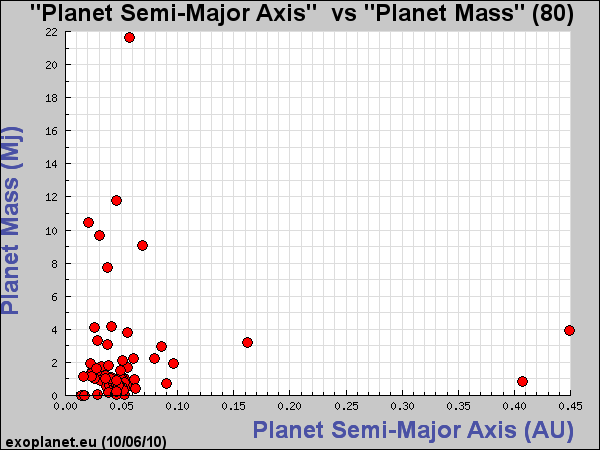 "Planet Semi-Major Axis" vs "Planet Mass" (80)
Planet Mass (Mj)
22
20
18
16
14
12
10
8
6
4
2
0
0.00 0.05 0.10 0.15 0.20 0.25 0.30 0.35 0.40 0.45
Planet Semi-Major Axis (AU)
exoplanet.eu (10/06/10)